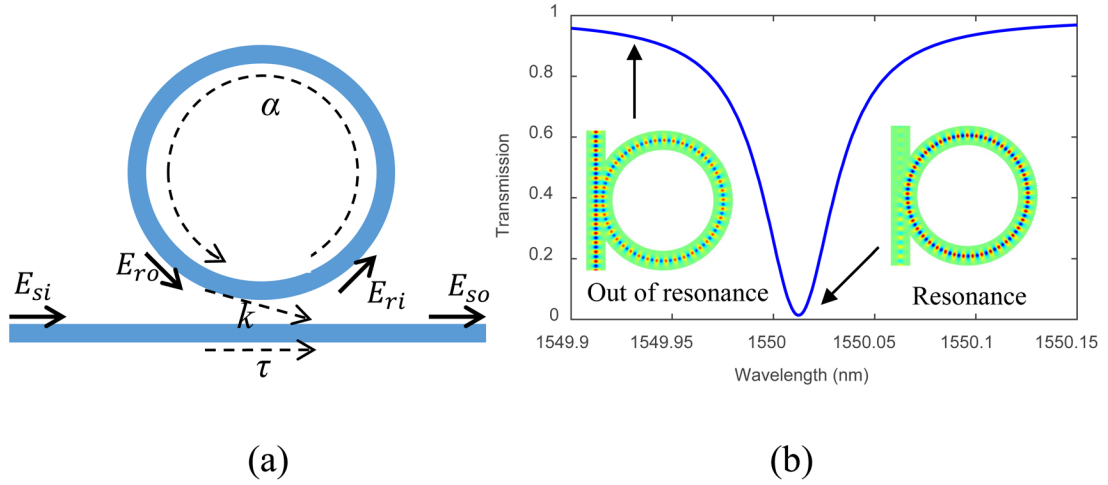 α
E_ro
E_si
E_ri
E_so
k
τ
(a)
1
0.8
0.6
0.4
0.2
0
Transmission
Out of resonance
Resonance
1549.9
1549.95
1550
1550.05
1550.1
1550.15
Wavelength (nm)
(b)